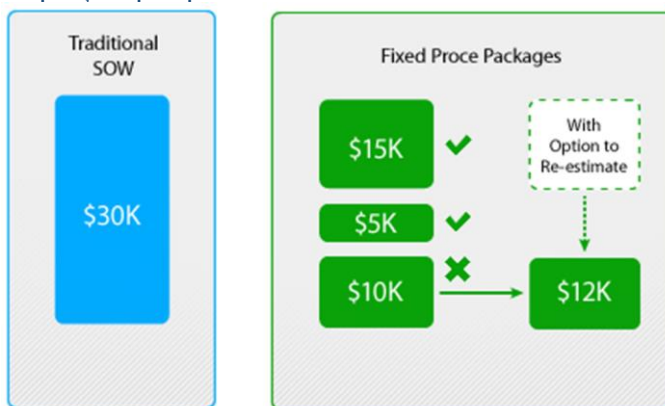 Traditional
SOW
$30K
Fixed Proce Packages
$15K
$5K
$10K
With
Option to
Re-estimate
$12K